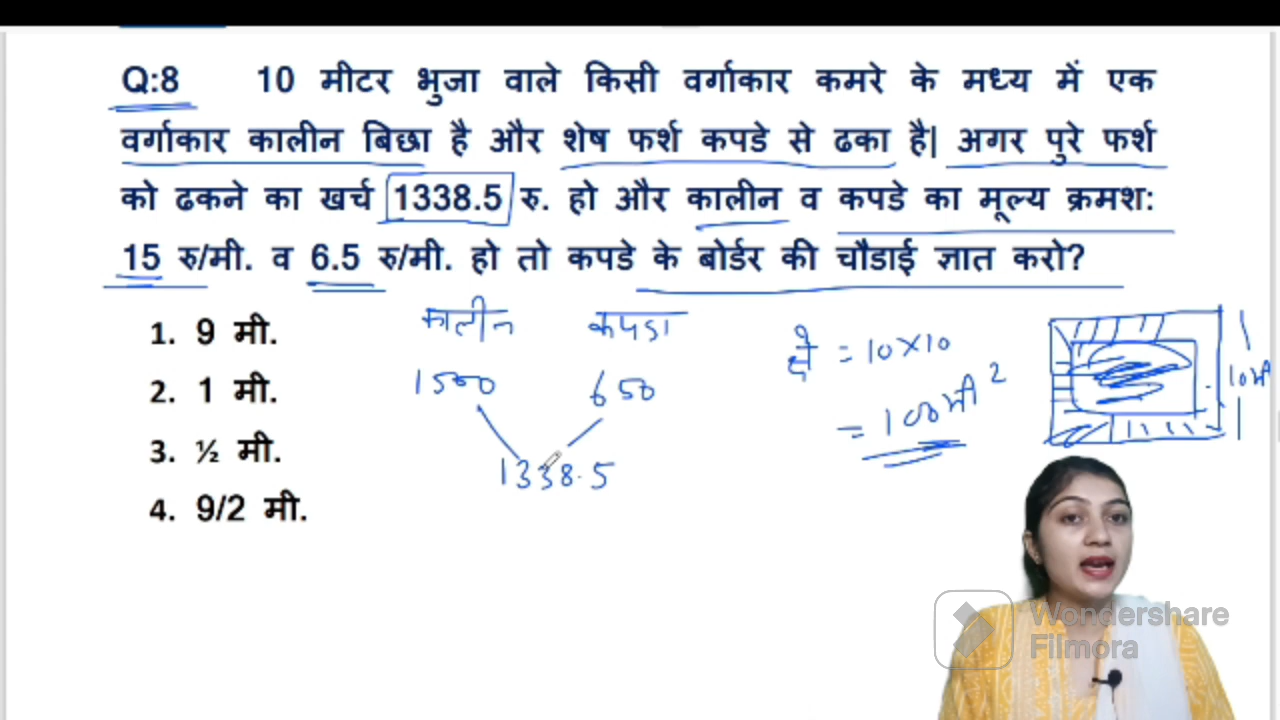 Q:8 10 मीटर भुजा वाले किसी वर्गाकार कमरे के मध्य में एक
वर्गाकार कालीन बिछा है और शेष फर्श कपडे से ढका है| अगर पुरे फर्श
को ढकने का खर्च 1338.5 रु. हो और कालीन व कपडे का मूल्य क्रमश:
15 रु/मी. व 6.5 रु/मी. हो तो कपडे के बोर्डर की चौडाई ज्ञात करो?
1. 9 मी.
2. 1 मी.
3. ½ मी.
4. 9/2 मी.
कालीन कपडा
1500 650
1338.5
क्षे = 10×10
= 100मी²
10मी
Wondershare
Filmora